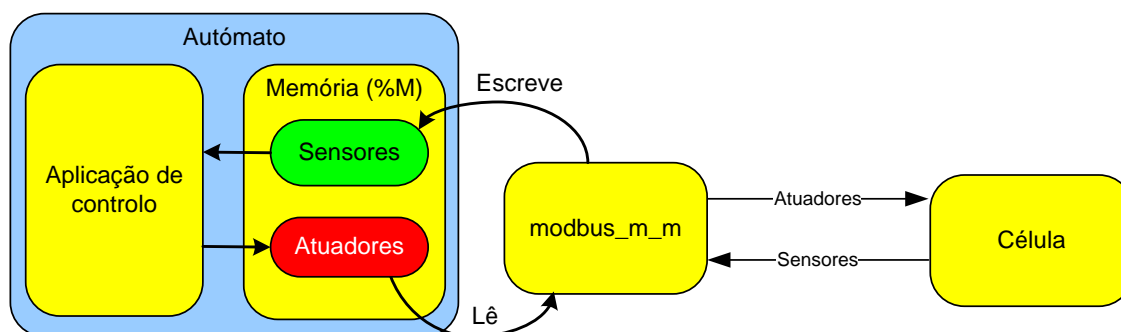 Autómato
Memória (%M)
Escreve
Sensores
Aplicação de
controlo
Atuadores
modbus_m_m
Atuadores
Sensores
Célula
Lê